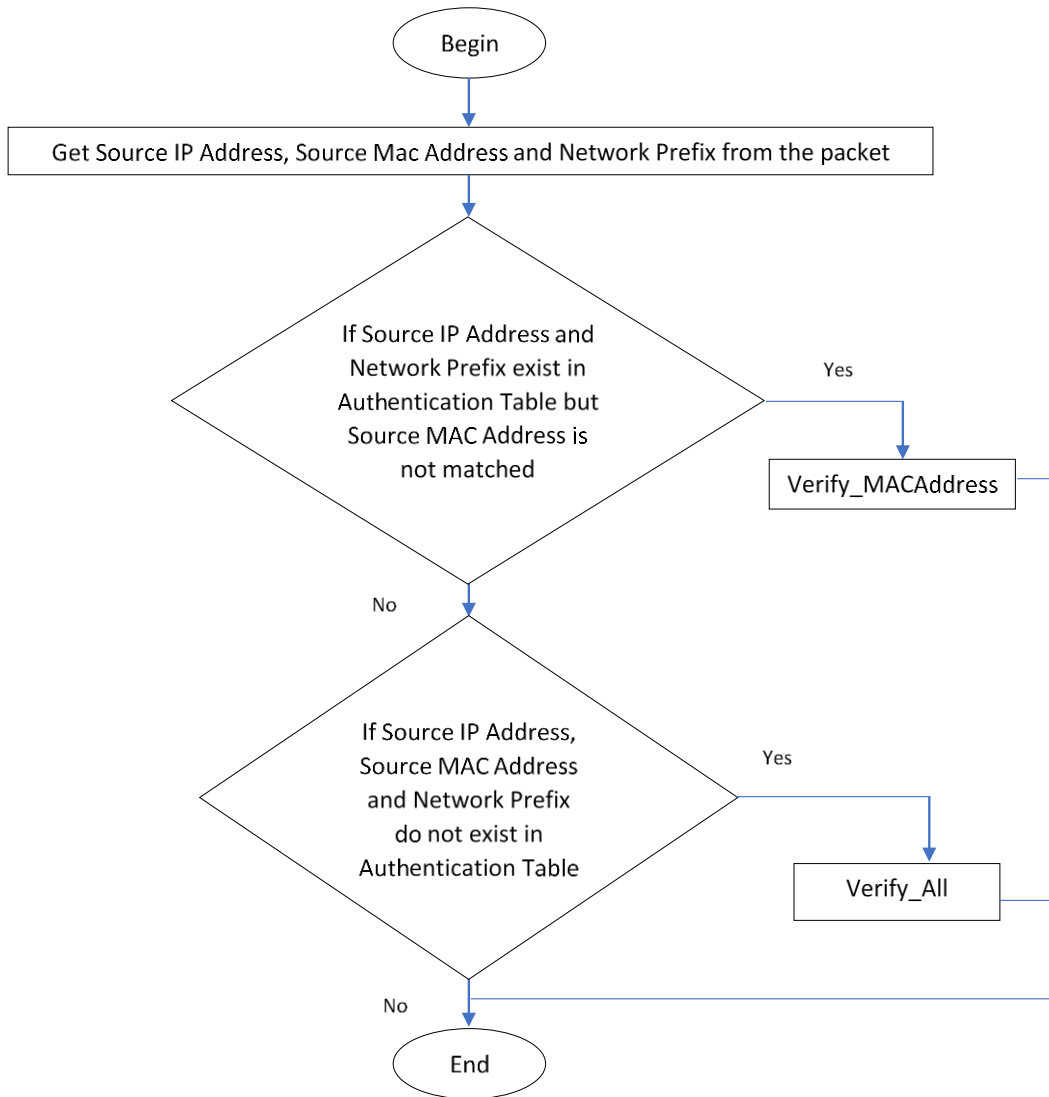 Begin
Get Source IP Address, Source Mac Address and Network Prefix from the packet
If Source IP Address and
Network Prefix exist in
Authentication Table but
Source MAC Address is
not matched
Yes
Verify_MACAddress
No
If Source IP Address,
Source MAC Address
and Network Prefix
do not exist in
Authentication Table
Yes
Verify_All
No
End